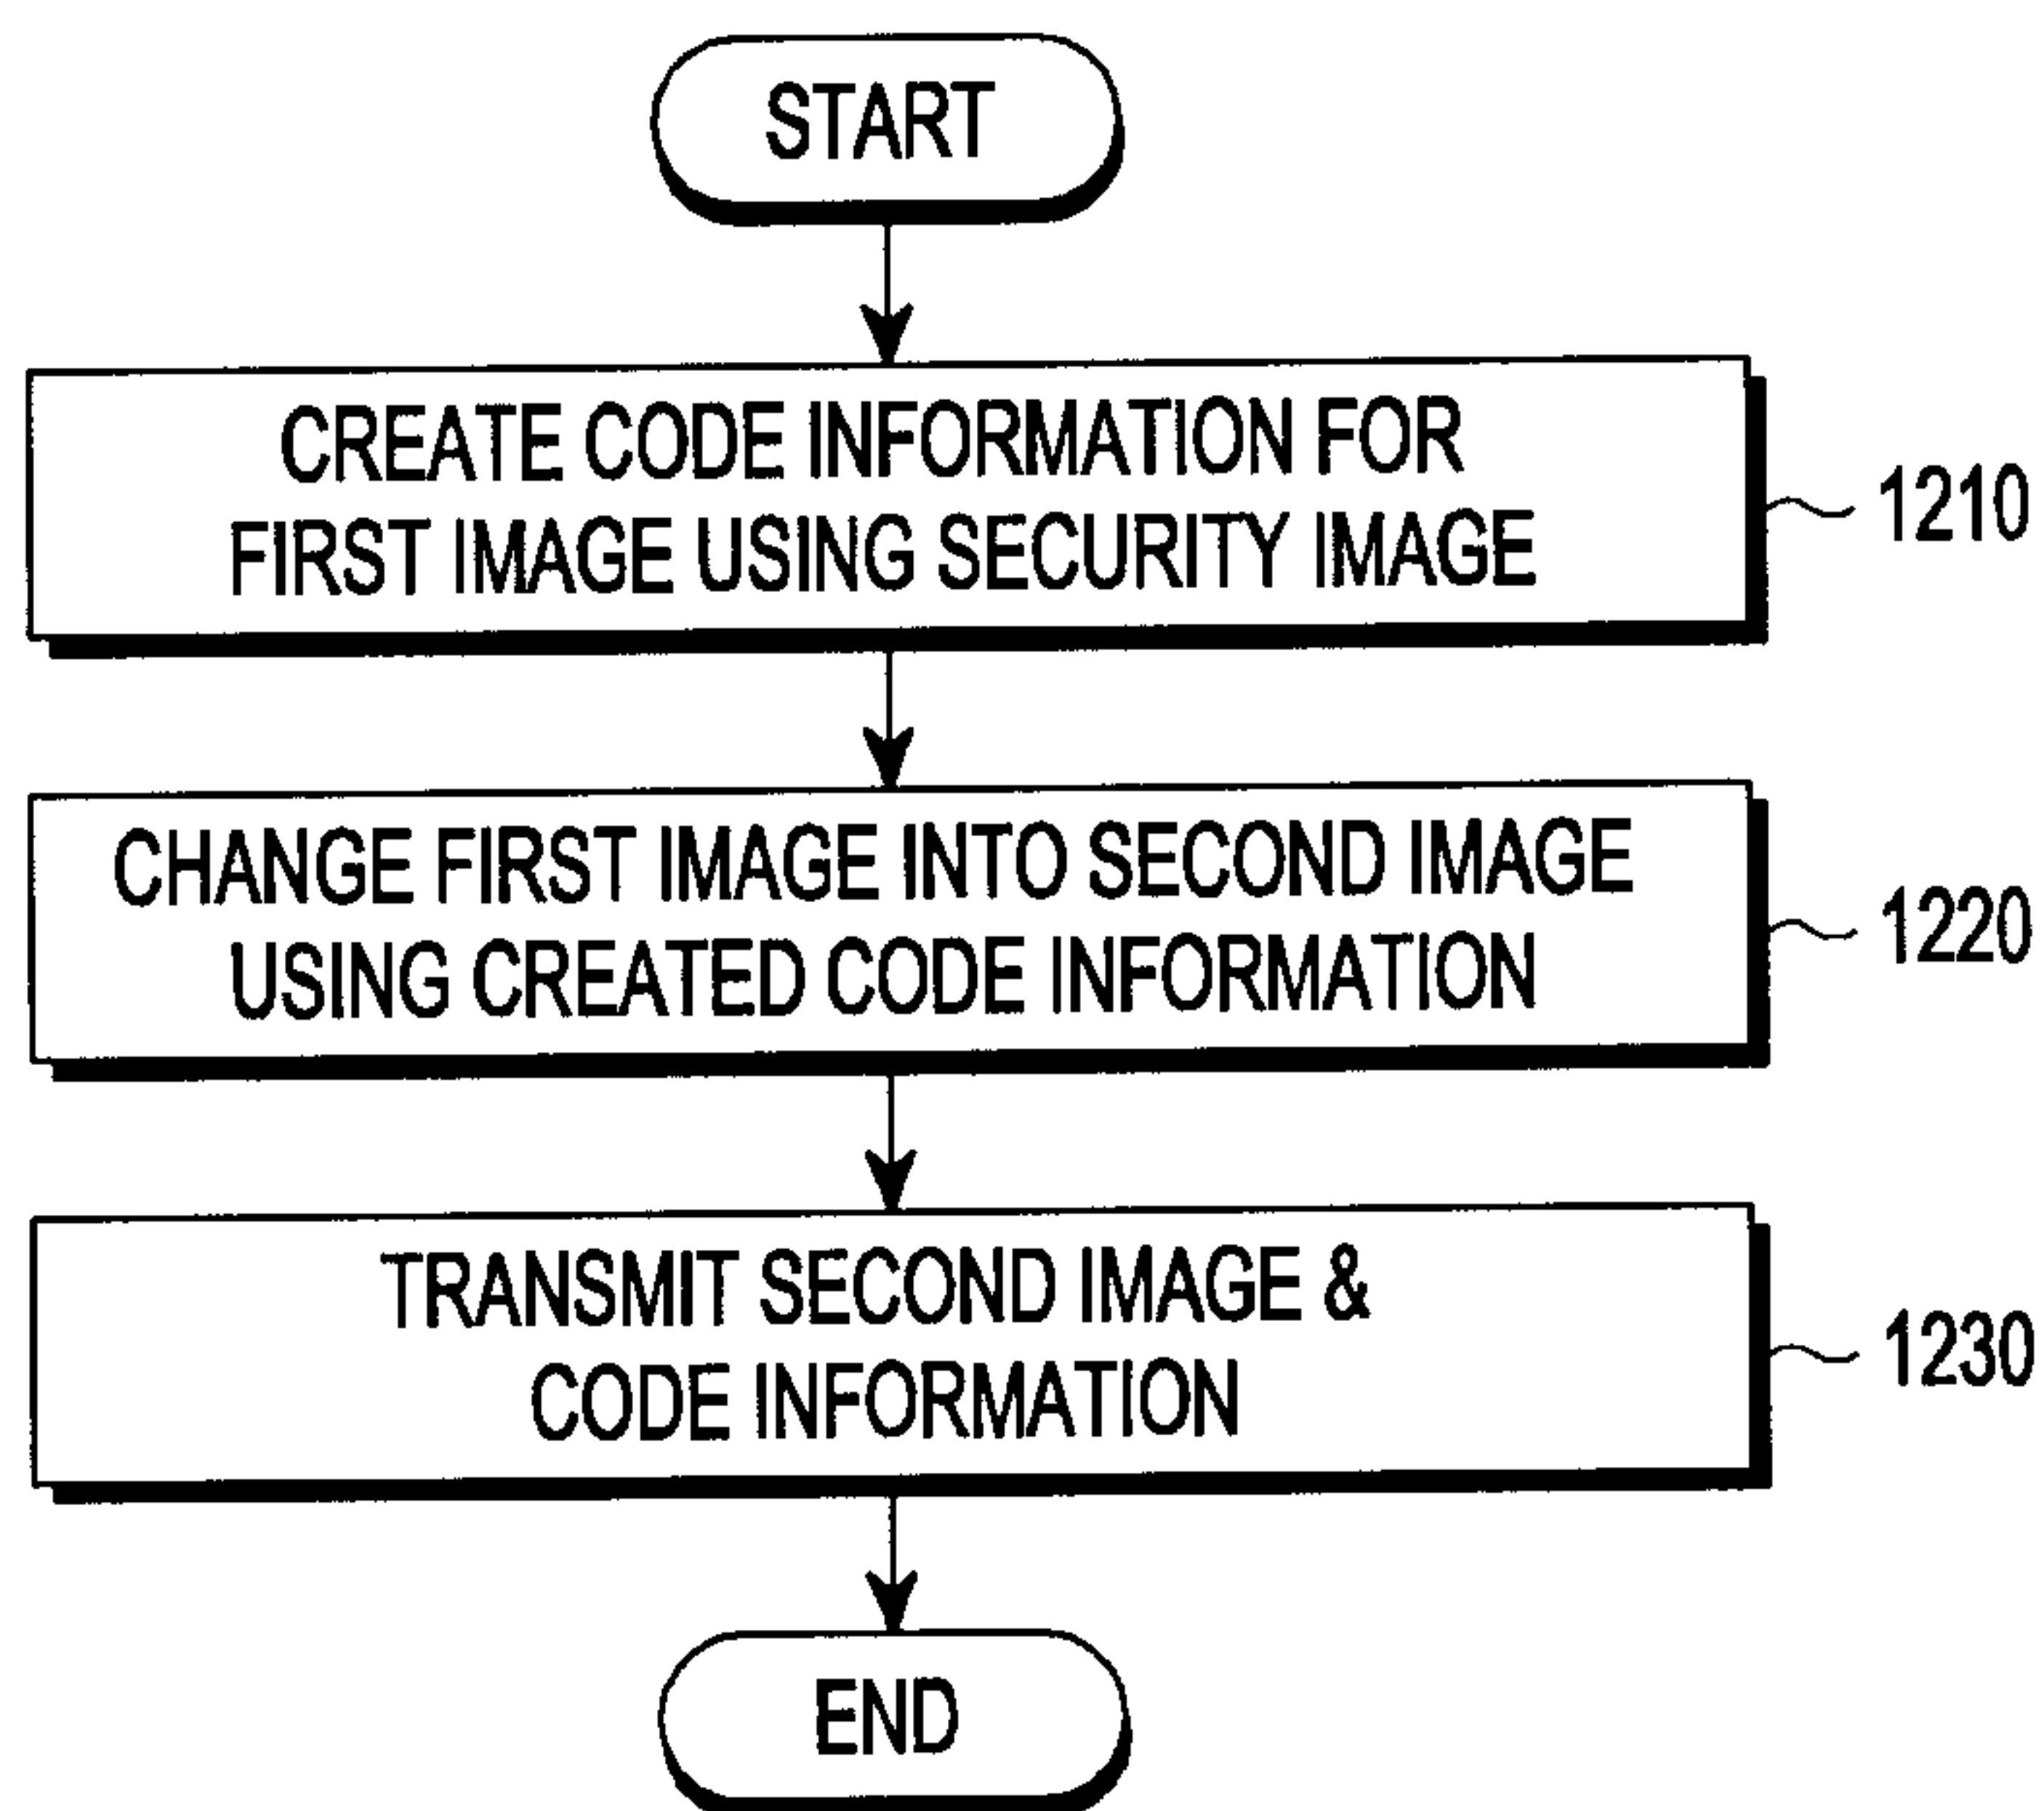 START
CREATE CODE INFORMATION FOR
FIRST IMAGE USING SECURITY IMAGE
1210
CHANGE FIRST IMAGE INTO SECOND IMAGE
USING CREATED CODE INFORMATION
1220
TRANSMIT SECOND IMAGE &
CODE INFORMATION
1230
END